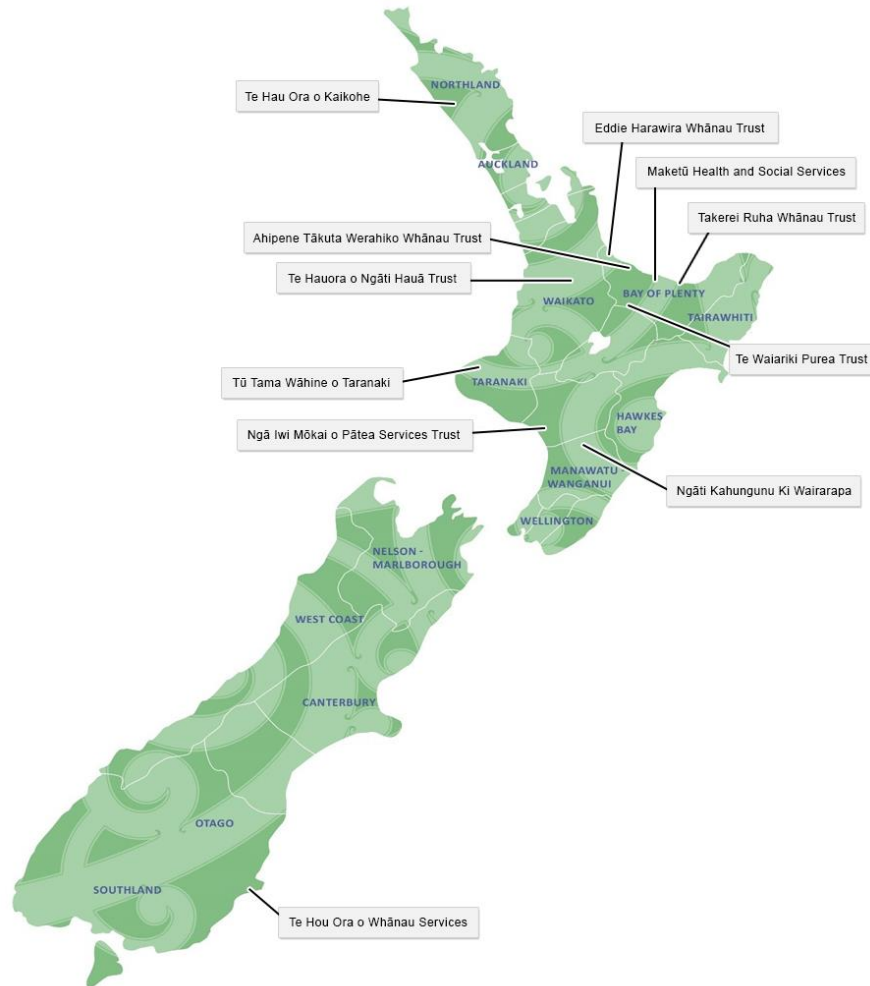 NORTHLAND
Te Hau Ora o Kaikohe
Eddie Harawira Whānau Trust
AUCKLAND
Maketū Health and Social Services
Takerei Ruha Whānau Trust
Ahipene Tākuta Werahiko Whānau Trust
Te Hauora o Ngāti Hauā Trust
BAY OF PLENTY
WAIKATO
TAIRAWHITI
Te Waiariki Purea Trust
Tū Tama Wāhine o Taranaki
TARANAKI
HAWKES
BAY
Ngā Iwi Mōkai o Pātea Services Trust
MANAWATU -
WANGANUI
Ngāti Kahungunu Ki Wairarapa
WELLINGTON
NELSON -
MARLBOROUGH
WEST COAST
CANTERBURY
OTAGO
SOUTHLAND
Te Hou Ora o Whānau Services